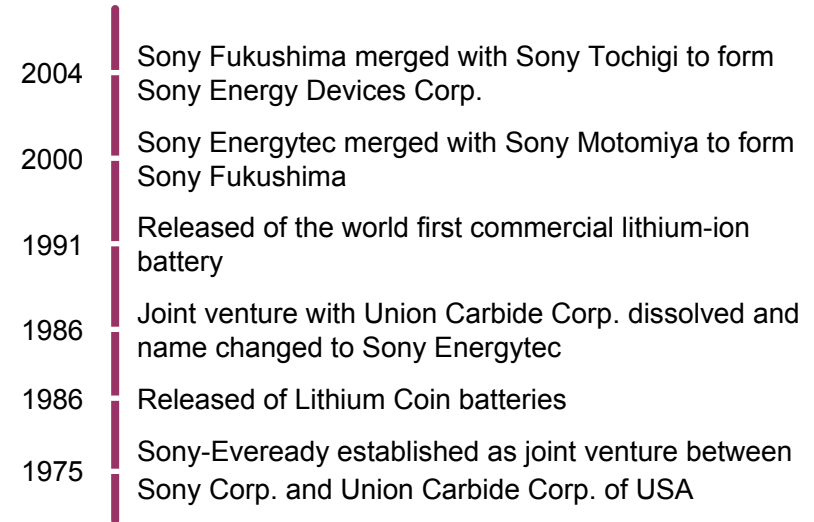 2004
Sony Fukushima merged with Sony Tochigi to form
Sony Energy Devices Corp.
2000
Sony Energytec merged with Sony Motomiya to form
Sony Fukushima
1991
Released of the world first commercial lithium-ion
battery
1986
Joint venture with Union Carbide Corp. dissolved and
name changed to Sony Energytec
1986
Released of Lithium Coin batteries
1975
Sony-Eveready established as joint venture between
Sony Corp. and Union Carbide Corp. of USA